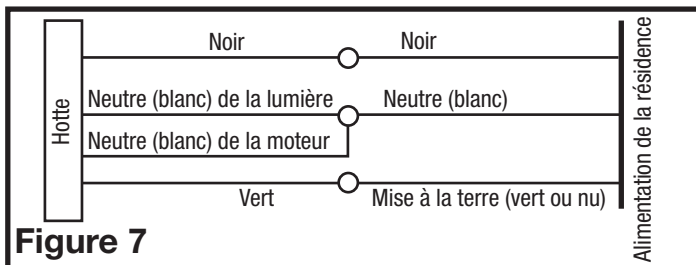 Noir
Noir
Neutre (blanc) de la lumière
Neutre (blanc)
Neutre (blanc) de la moteur
Vert
Mise à la terre (vert ou nu)
Hotte
Alimentation de la résidence
Figure 7